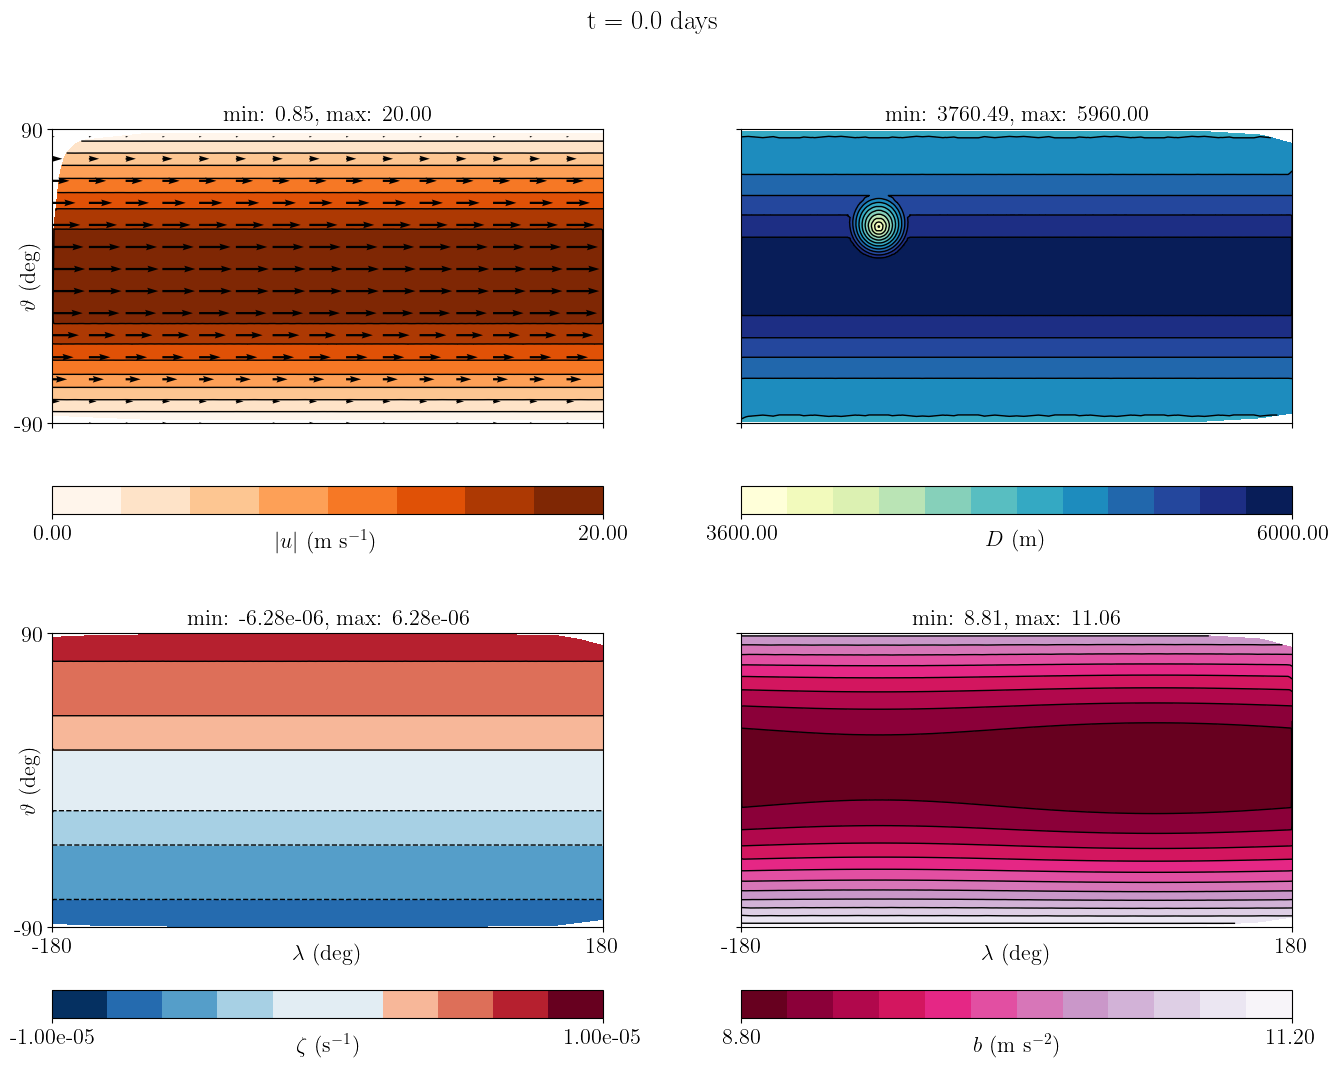 t = 0.0 days
min: 0.85, max: 20.00
min: 3760.49, max: 5960.00
90
ϑ (deg)
-90
0.00
20.00
|u| (m s⁻¹)
3600.00
6000.00
D (m)
min: -6.28e-06, max: 6.28e-06
min: 8.81, max: 11.06
90
ϑ (deg)
-90
-180
180
λ (deg)
-180
180
λ (deg)
-1.00e-05
1.00e-05
ζ (s⁻¹)
8.80
11.20
b (m s⁻²)